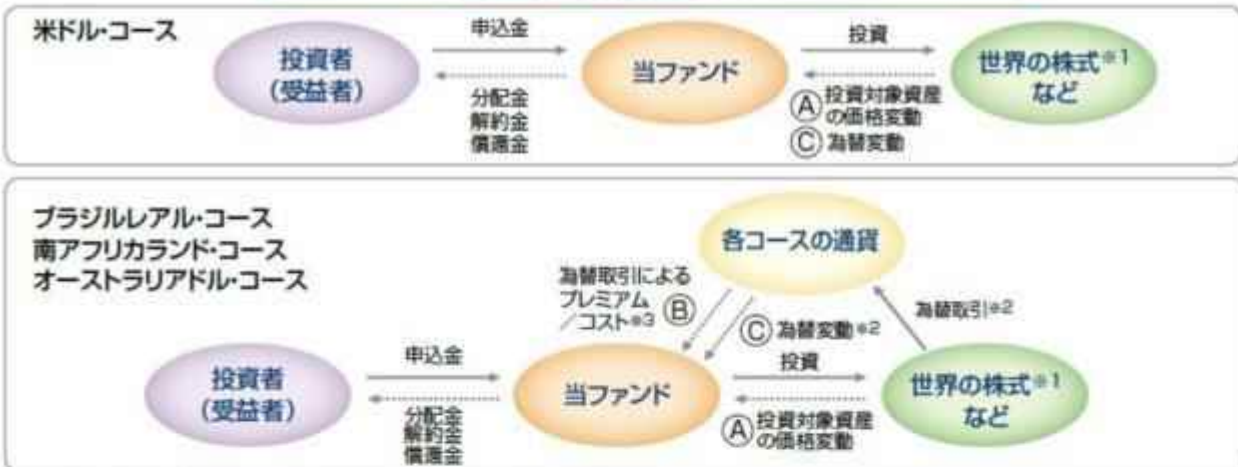 米ドル・コース
投資者
(受益者)
申込金
分配金
解約金
償還金
当ファンド
投資
Ⓐ投資対象資産
の価格変動
Ⓒ為替変動
世界の株式※1
など
ブラジルレアル・コース
南アフリカランド・コース
オーストラリアドル・コース
各コースの通貨
為替取引による
プレミアム
/コスト※3
Ⓑ
Ⓒ為替変動※2
為替取引※2
投資者
(受益者)
申込金
分配金
解約金
償還金
当ファンド
投資
Ⓐ投資対象資産
の価格変動
世界の株式※1
など